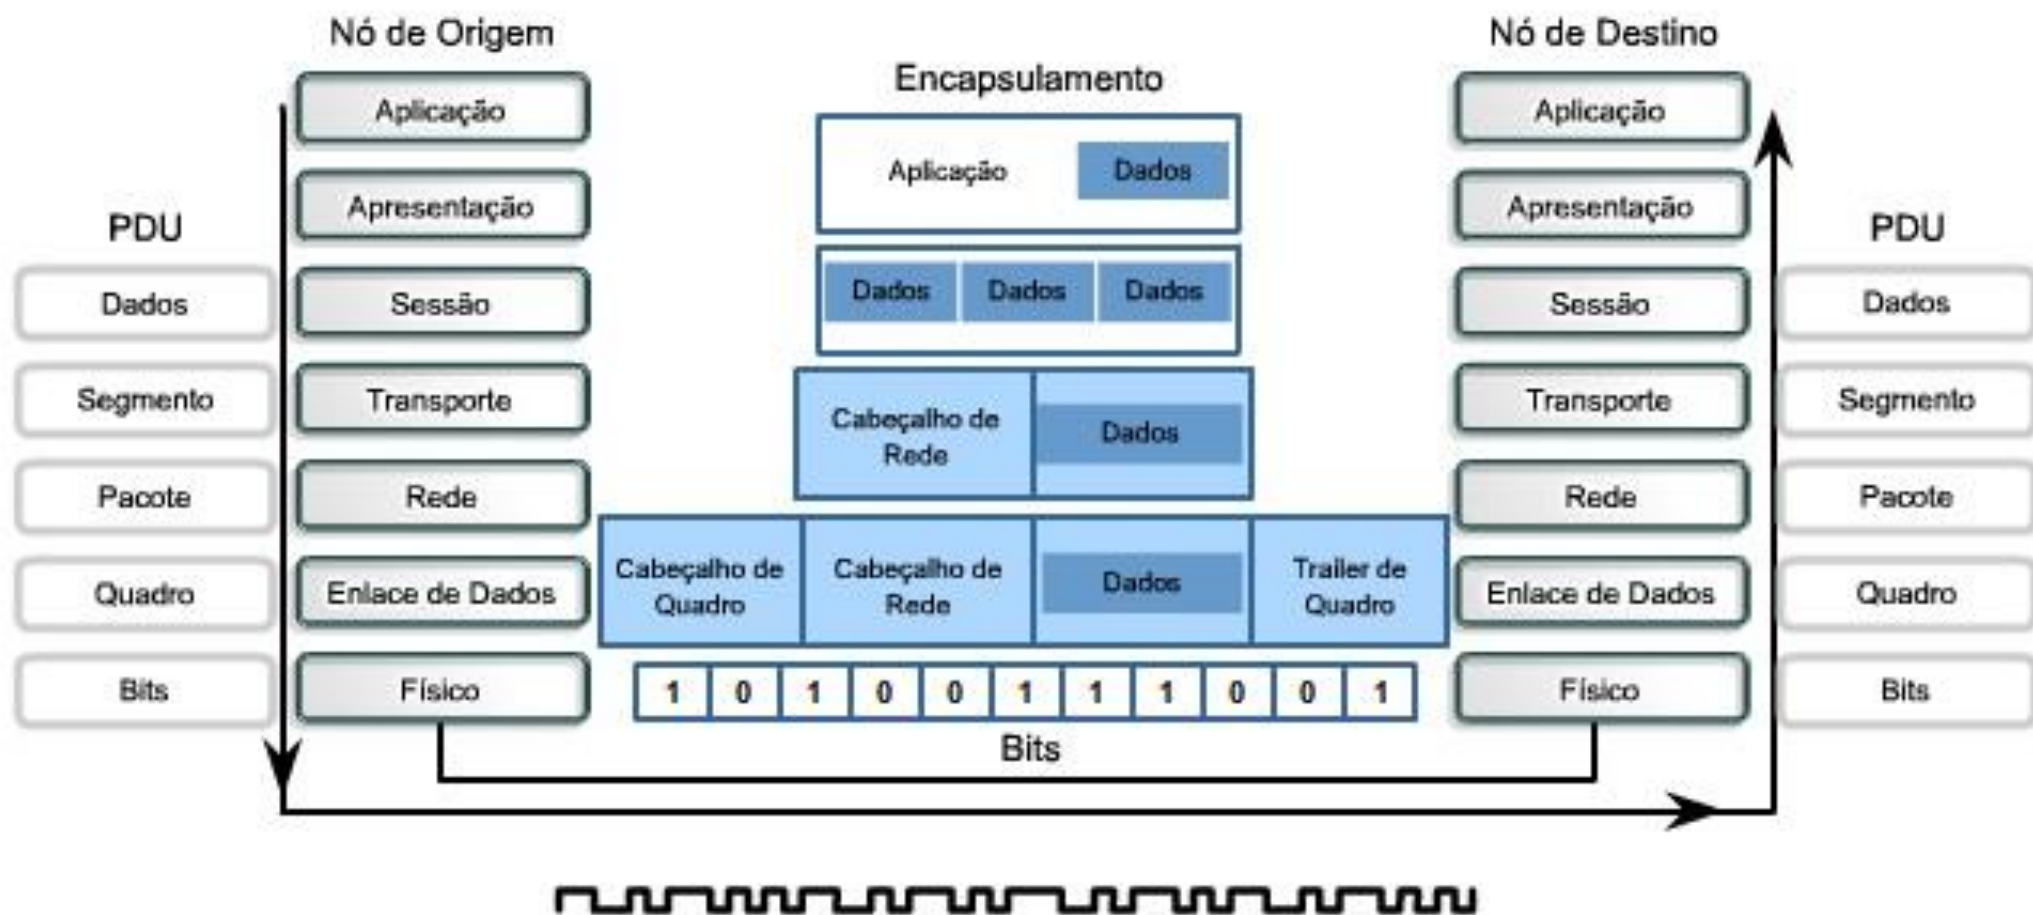 Nó de Origem
Aplicação
Apresentação
Sessão
Transporte
Rede
Enlace de Dados
Físico
PDU
Dados
Segmento
Pacote
Quadro
Bits
Encapsulamento
Aplicação Dados
Dados Dados Dados
Cabeçalho de
Rede
Dados
Cabeçalho de
Quadro
Cabeçalho de
Rede
Dados
Trailer de
Quadro
1 0 1 0 0 1 1 1 0 0 1
Bits
Nó de Destino
Aplicação
Apresentação
Sessão
Transporte
Rede
Enlace de Dados
Físico
PDU
Dados
Segmento
Pacote
Quadro
Bits